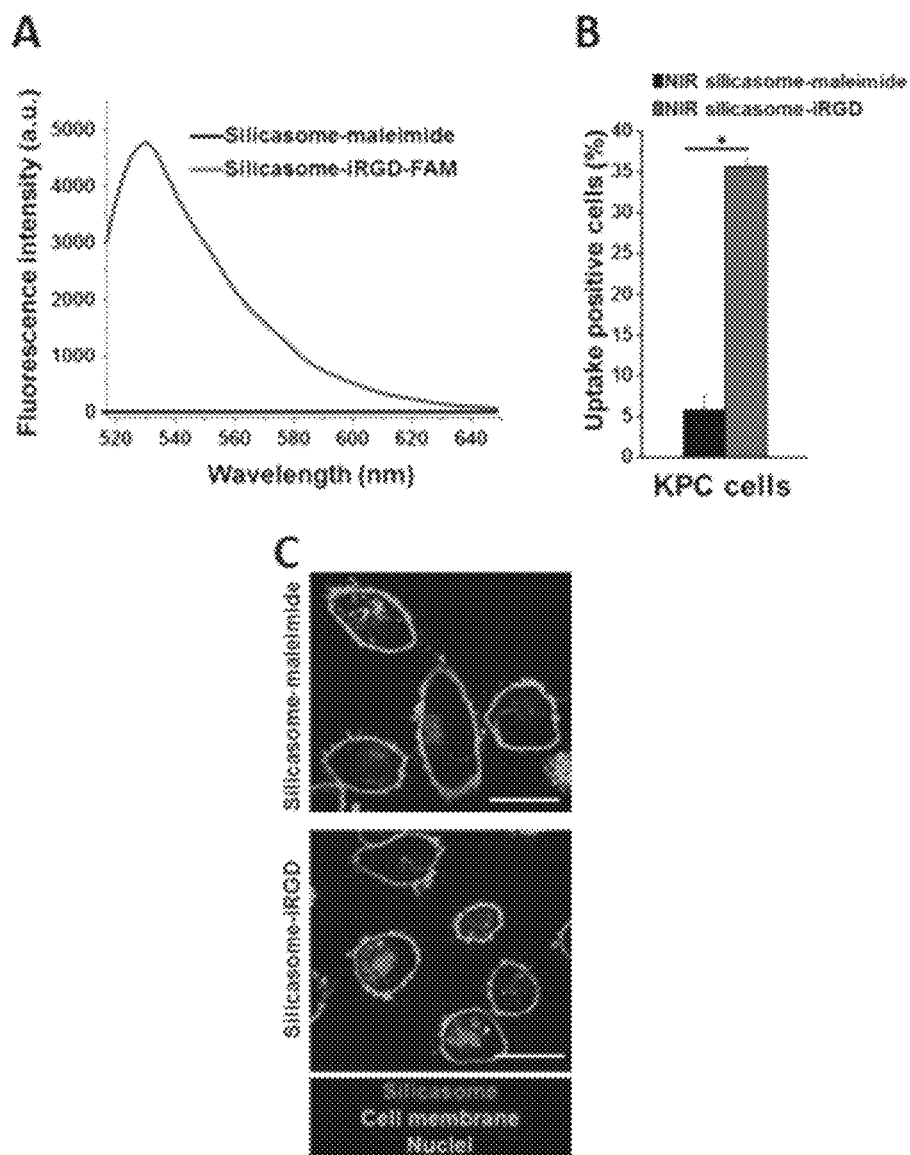 A
Fluorescence intensity (a.u.)
5000
4000
3000
2000
1000
0
Silicasome-maleimide
Silicasome-iRGD-FAM
520 540 560 580 600 620 640
Wavelength (nm)
B
NIR silicasome-maleimide
NIR silicasome-iRGD
Uptake positive cells (%)
40
35
30
25
20
15
10
5
0
*
KPC cells
C
Silicasome-maleimide
Silicasome-iRGD
Silicasome
Cell membrane
Nuclei